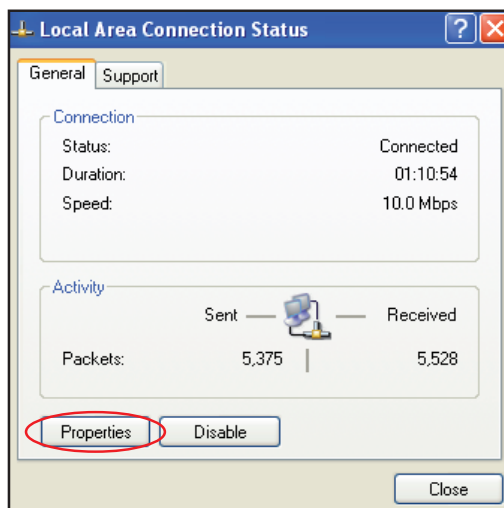 Local Area Connection Status
General Support
Connection
Status: Connected
Duration: 01:10:54
Speed: 10.0 Mbps
Activity
Sent — — Received
Packets: 5,375 | 5,528
Properties Disable
Close